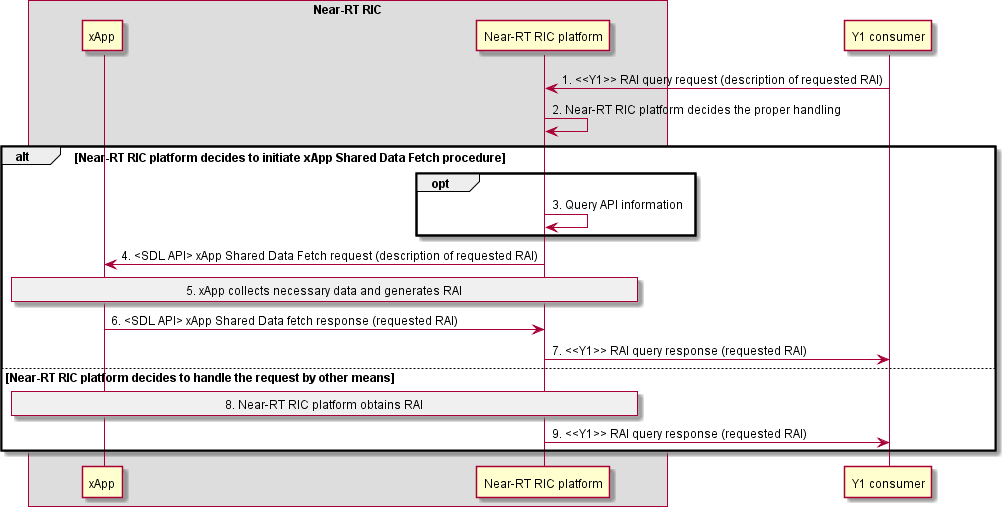 Near-RT RIC
xApp
Near-RT RIC platform
Y1 consumer
1. <<Y1>> RAI query request (description of requested RAI)
2. Near-RT RIC platform decides the proper handling
alt
[Near-RT RIC platform decides to initiate xApp Shared Data Fetch procedure]
opt
3. Query API information
4. <SDL API> xApp Shared Data Fetch request (description of requested RAI)
5. xApp collects necessary data and generates RAI
6. <SDL API> xApp Shared Data fetch response (requested RAI)
7. <<Y1>> RAI query response (requested RAI)
[Near-RT RIC platform decides to handle the request by other means]
8. Near-RT RIC platform obtains RAI
9. <<Y1>> RAI query response (requested RAI)
xApp
Near-RT RIC platform
Y1 consumer